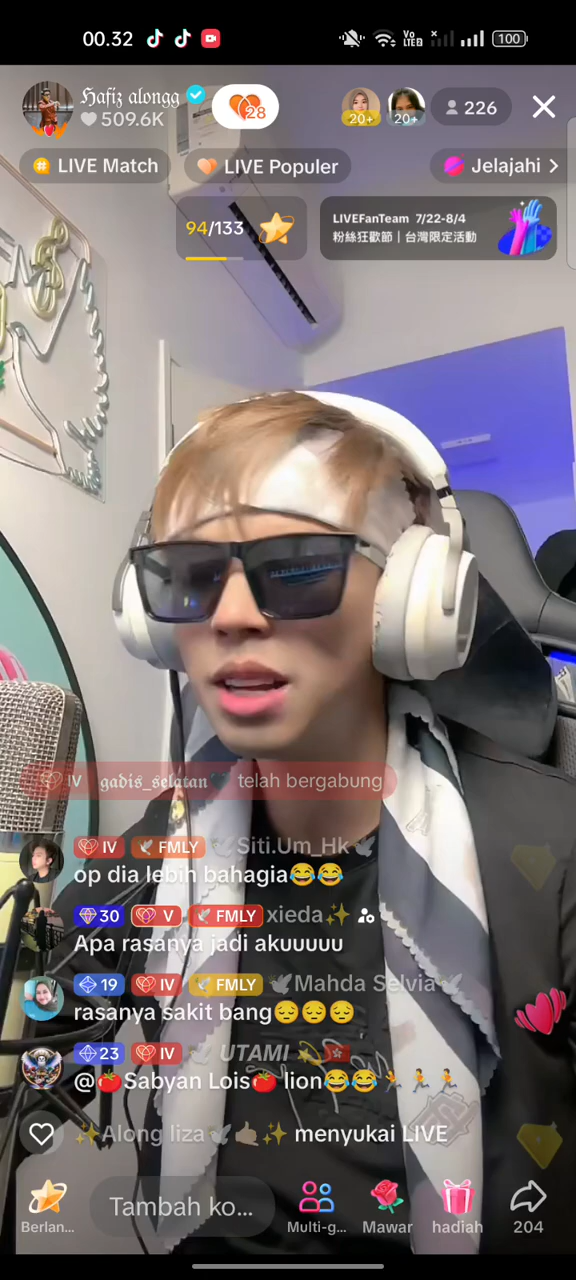 00.32
Vo
LTE2
100
Hafiz alongg
509.6K
28
20+
20+
226
LIVE Match
LIVE Populer
Jelajahi
94/133
LIVEFanTeam 7/22-8/4
粉絲狂歡節｜台灣限定活動
IV gadis_selatan🖤 telah bergabung
IV FMLY 🕊Siti.Um_Hk🕊
op dia lebih bahagia😂😂
30 V FMLY xieda✨
Apa rasanya jadi akuuuuu
19 IV FMLY 🕊Mahda Selvia🕊
rasanya sakit bang😔😔😔
23 IV 🕊 UTAMI 💫🇭🇰
@🍅Sabyan Lois🍅 lion😂😂🏃🏃🏃
✨Along liza🕊🤙🏻✨ menyukai LIVE
Berlan...
Tambah ko...
Multi-g...
Mawar
hadiah
204